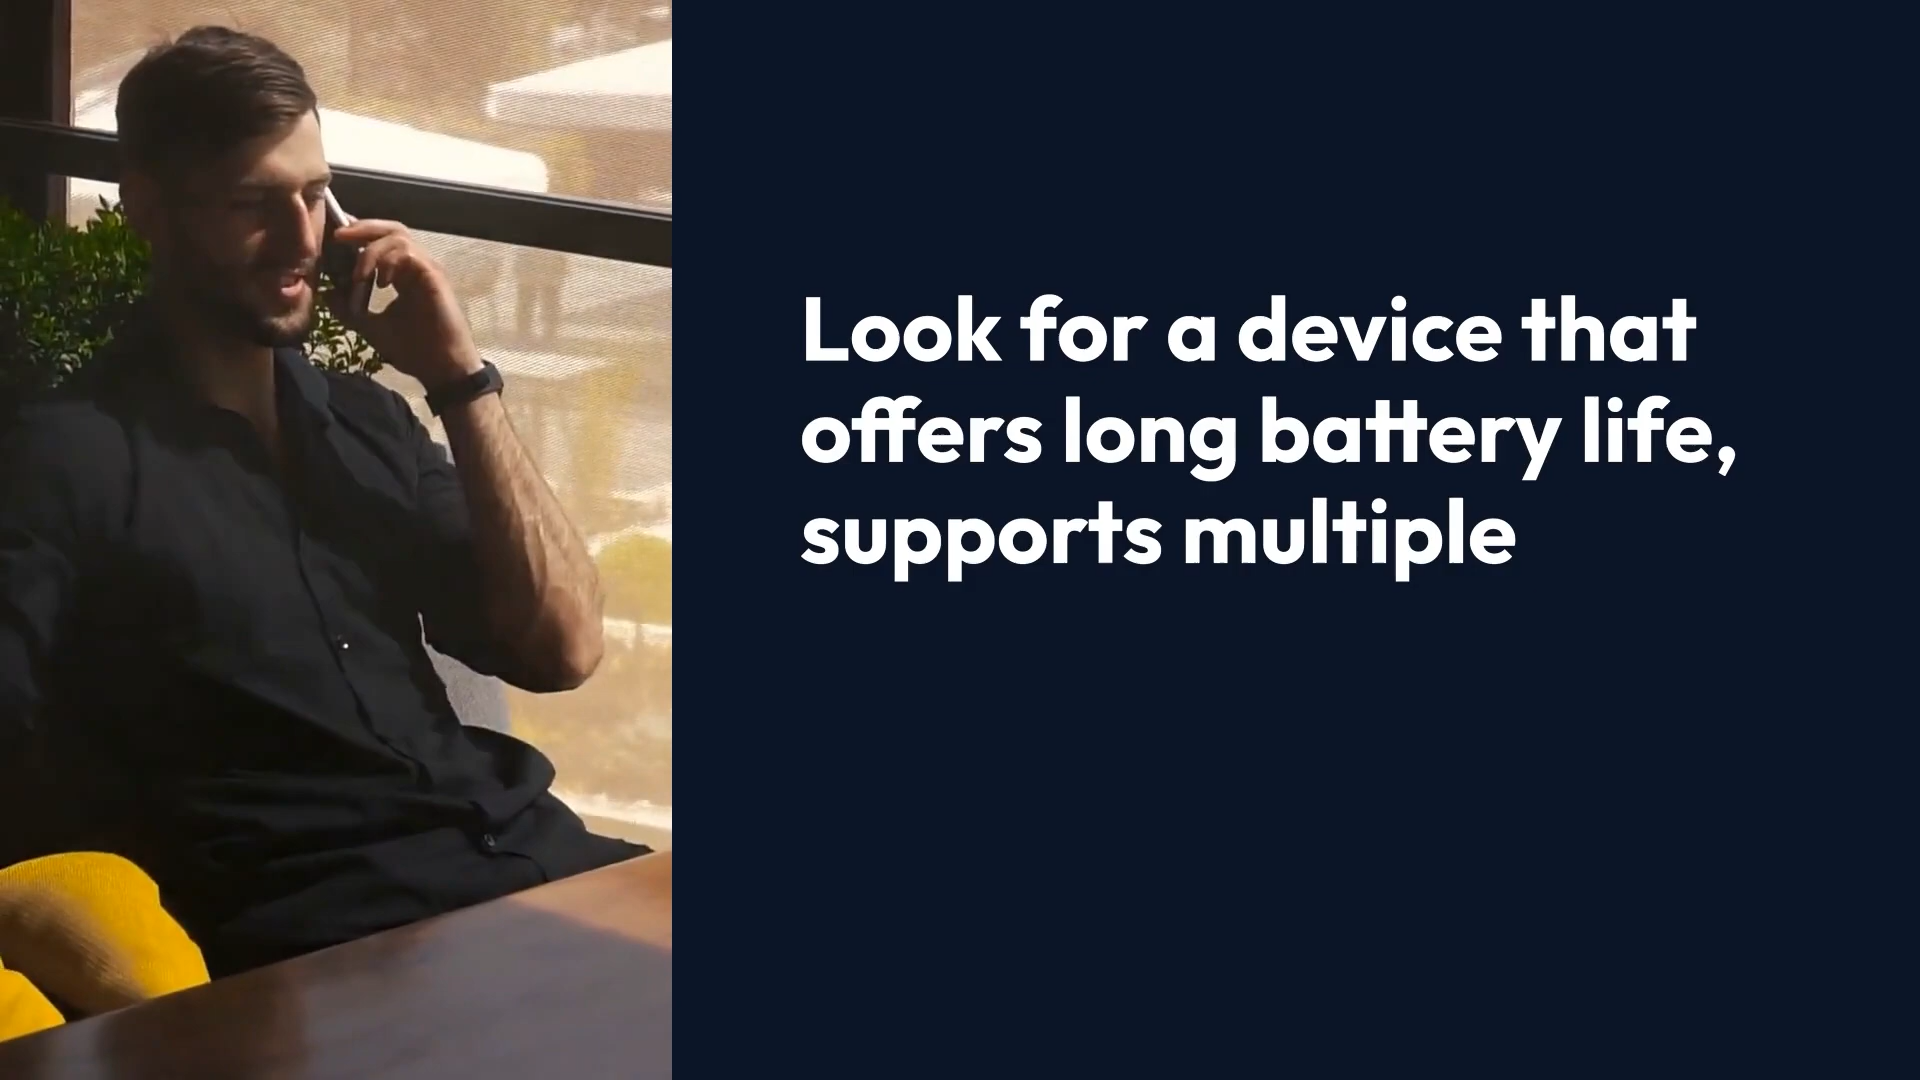 Look for a device that
offers long battery life,
supports multiple